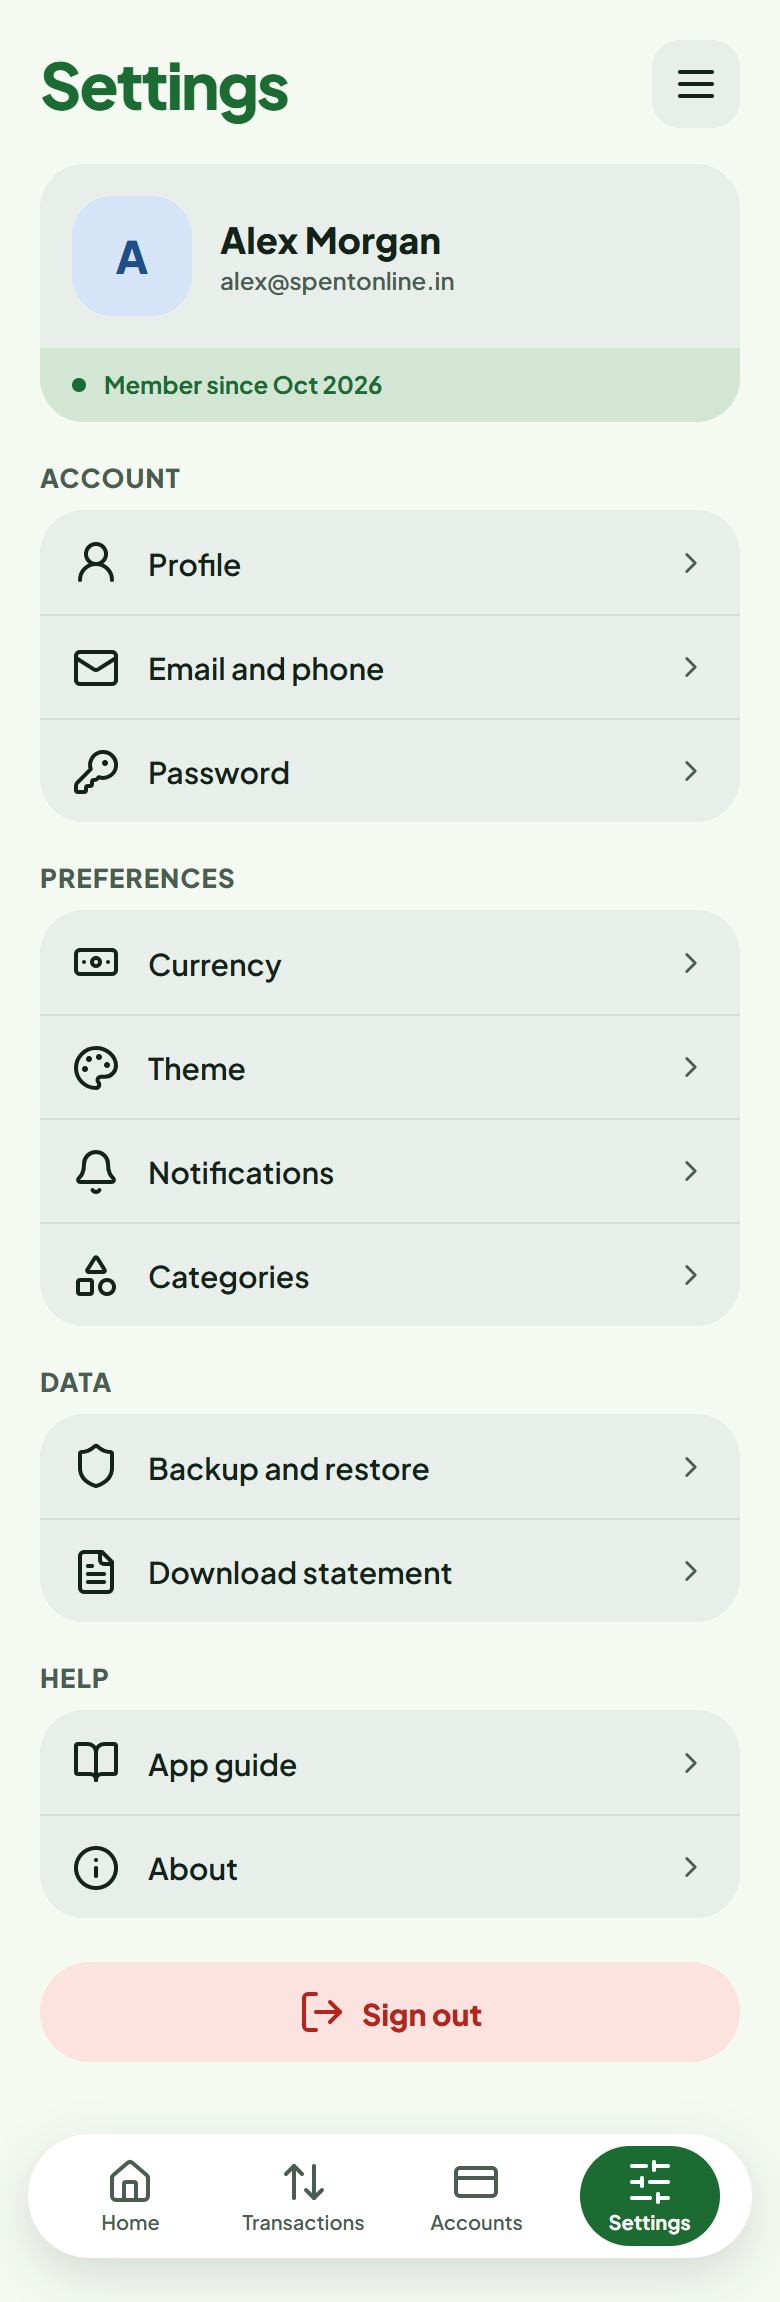 Settings
A
Alex Morgan
alex@spentonline.in
Member since Oct 2026
ACCOUNT
Profile
Email and phone
Password
PREFERENCES
Currency
Theme
Notifications
Categories
DATA
Backup and restore
Download statement
HELP
App guide
About
Sign out
Home
Transactions
Accounts
Settings